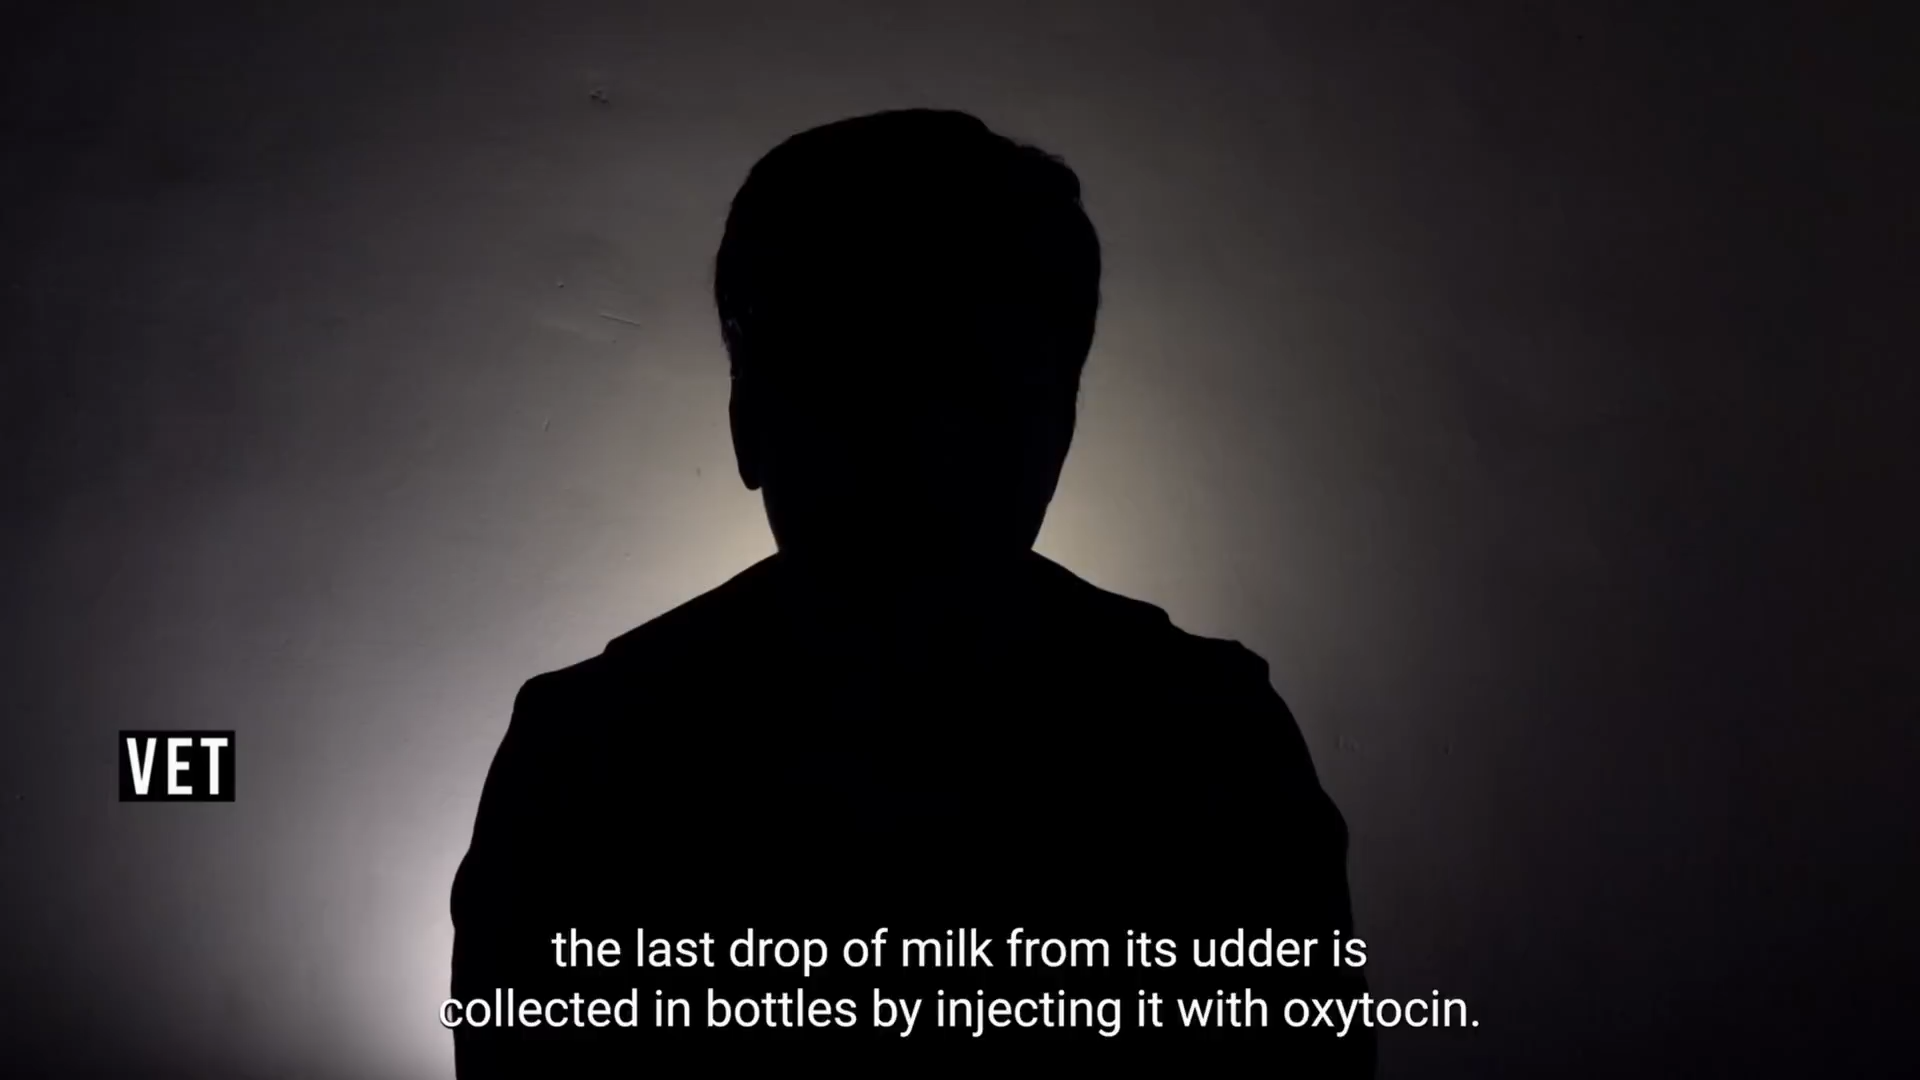 VET
the last drop of milk from its udder is
collected in bottles by injecting it with oxytocin.